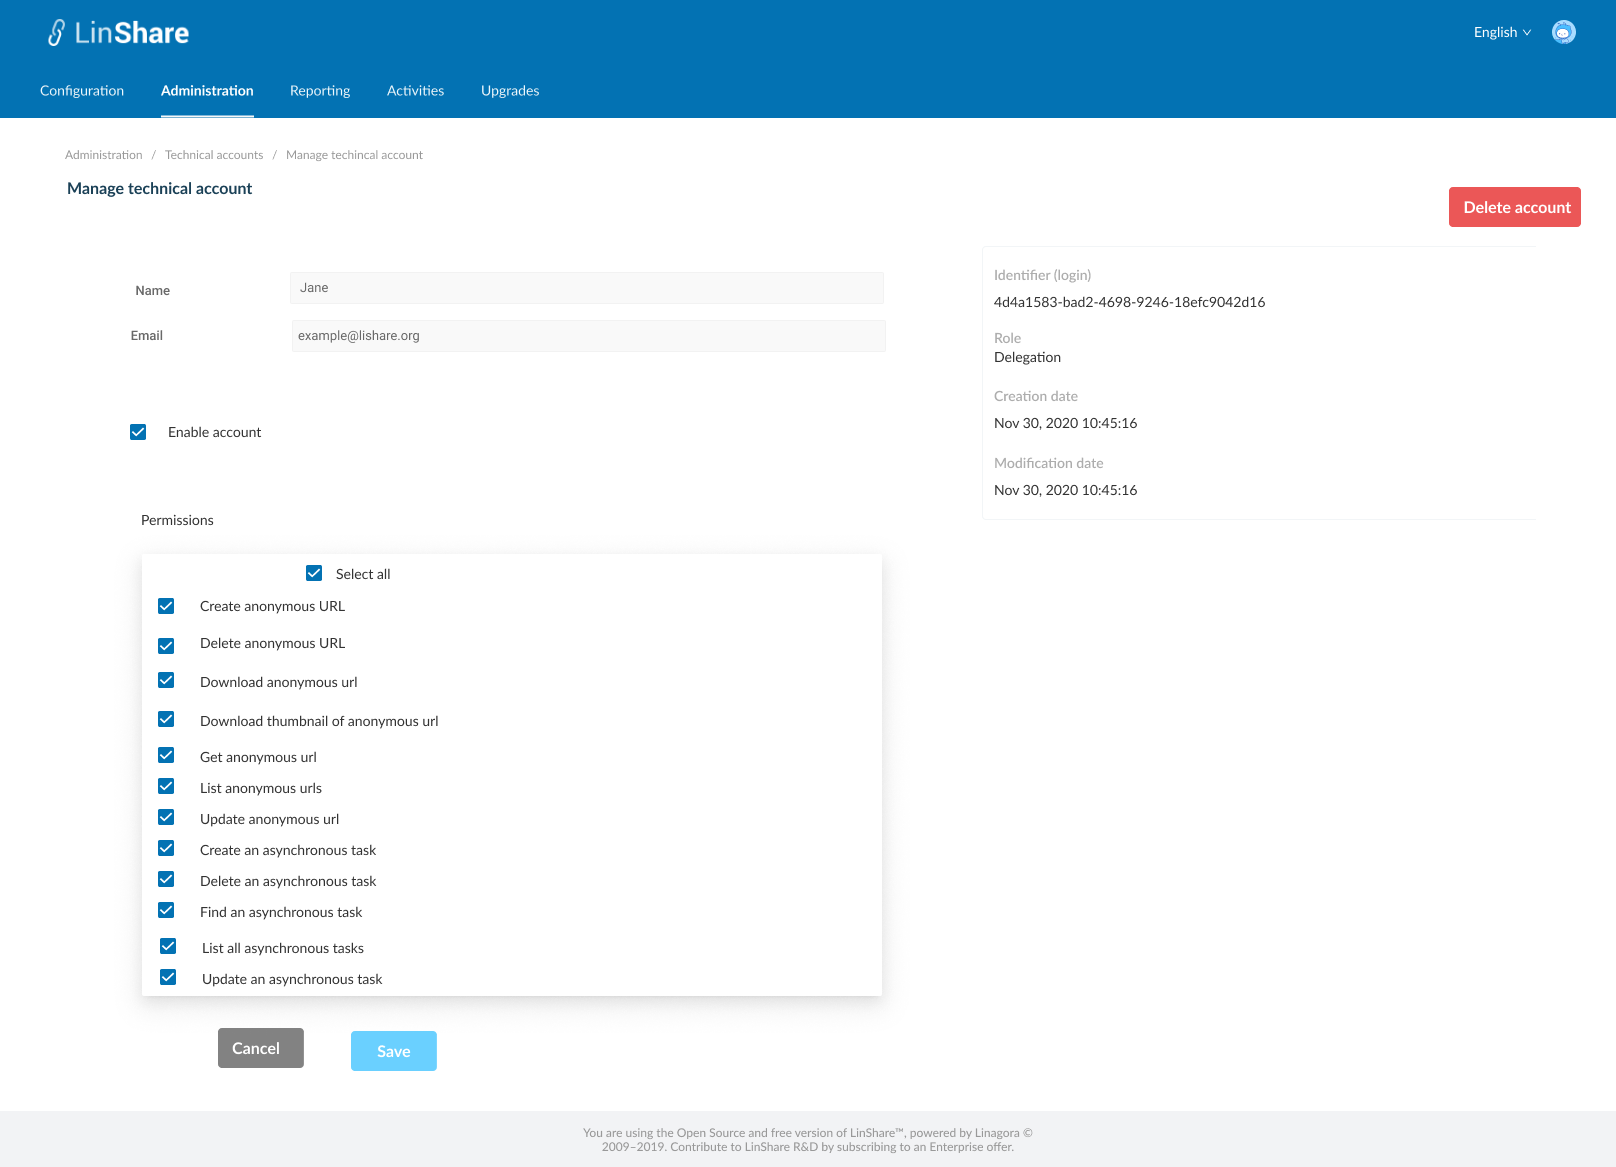 LinShare
English
Configuration
Administration
Reporting
Activities
Upgrades
Administration / Technical accounts / Manage techincal account
Manage technical account
Delete account
Name
Jane
Email
example@lishare.org
Enable account
Identifier (login)
4d4a1583-bad2-4698-9246-18efc9042d16
Role
Delegation
Creation date
Nov 30, 2020 10:45:16
Modification date
Nov 30, 2020 10:45:16
Permissions
Select all
Create anonymous URL
Delete anonymous URL
Download anonymous url
Download thumbnail of anonymous url
Get anonymous url
List anonymous urls
Update anonymous url
Create an asynchronous task
Delete an asynchronous task
Find an asynchronous task
List all asynchronous tasks
Update an asynchronous task
Cancel
Save
You are using the Open Source and free version of LinShare™, powered by Linagora ©
2009–2019. Contribute to LinShare R&D by subscribing to an Enterprise offer.